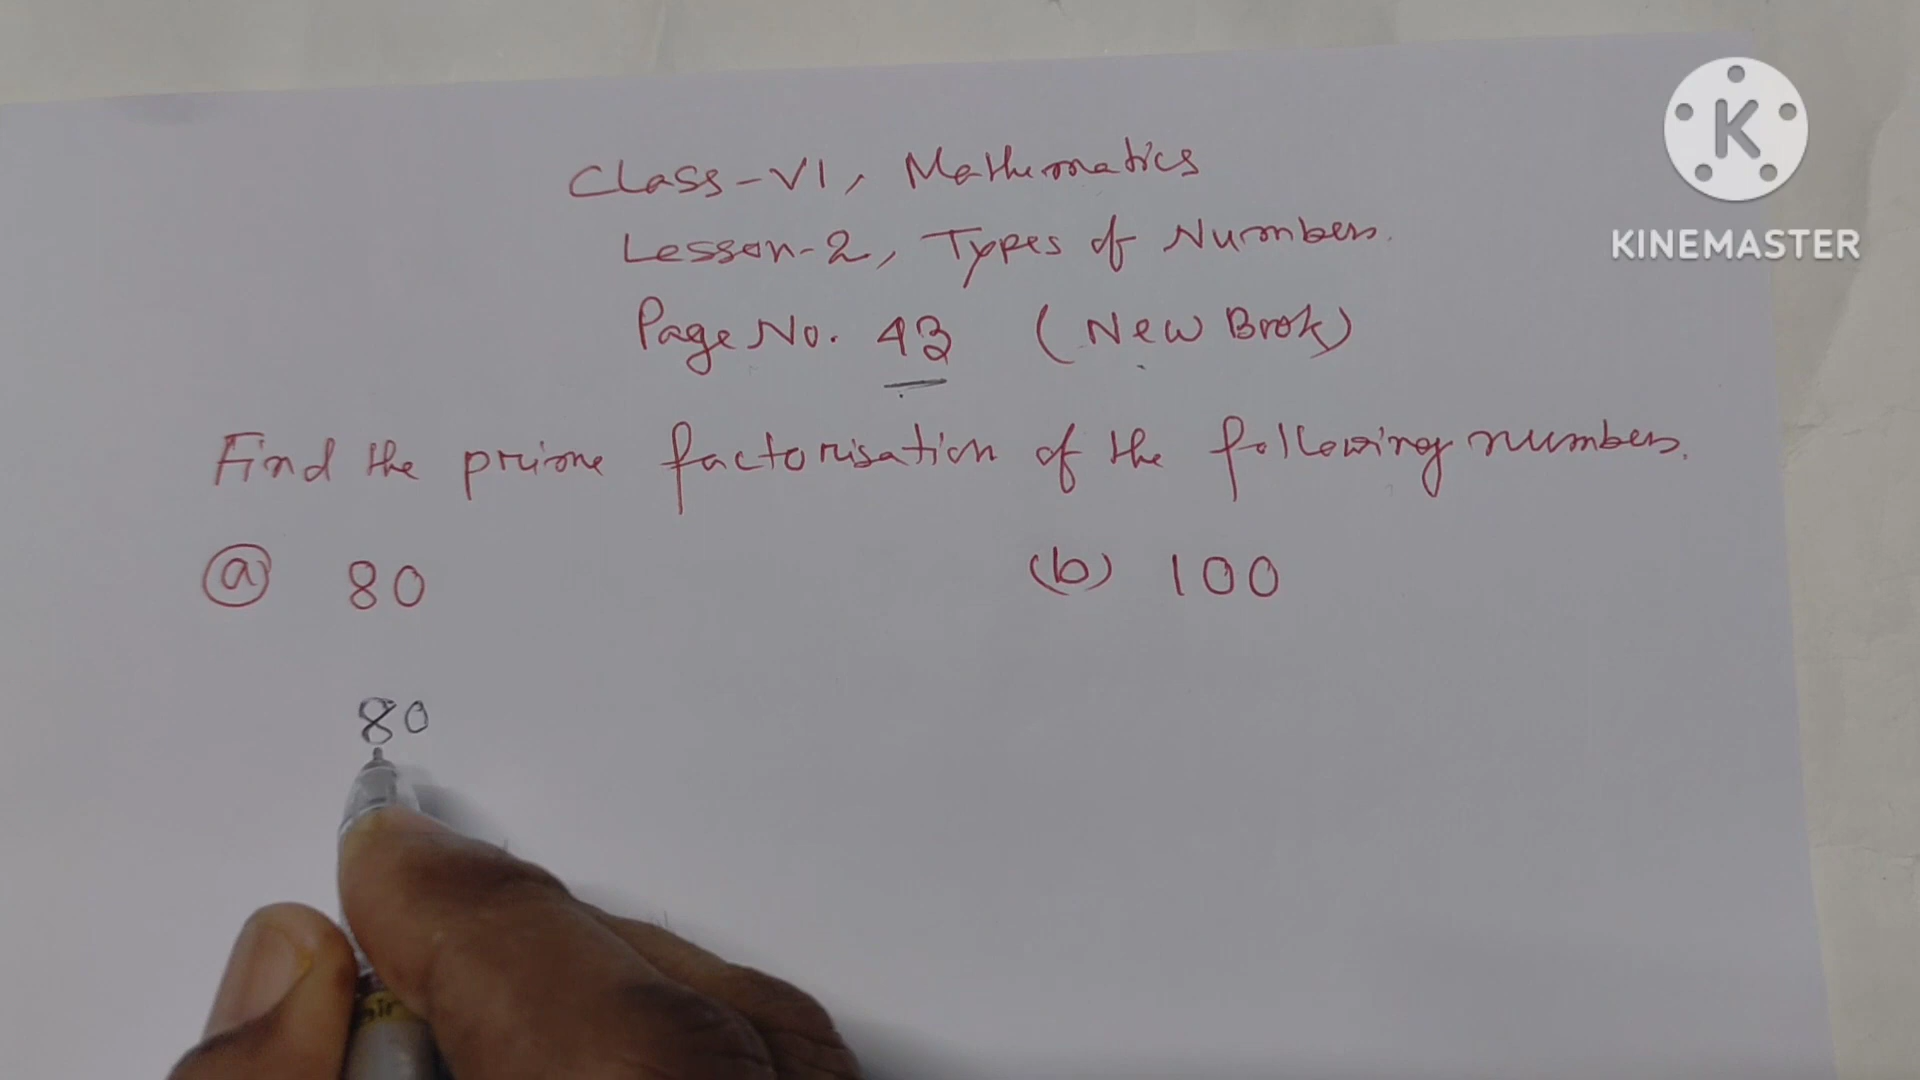 Class-VI, Mathematics
Lesson-2, Types of Numbers.
Page No. 43 (New Book)
Find the prime factorisation of the following numbers.
(a) 80 (b) 100
80
K
KINEMASTER